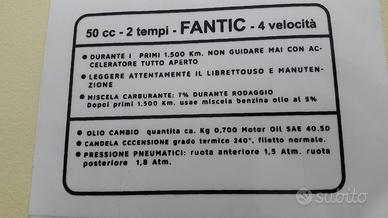 50 cc - 2 tempi - FANTIC - 4 velocità
● DURANTE I PRIMI 1.500 Km. NON GUIDARE MAI CON AC-
CELERATORE TUTTO APERTO
● LEGGERE ATTENTAMENTE IL LIBRETTOUSO E MANUTEN-
ZIONE
● MISCELA CARBURANTE: 7% DURANTE RODAGGIO
Dopoi primi 1.500 Km. usae miscela benzina olio al 5%
● OLIO CAMBIO quantita ca. Kg 0,700 Motor Oil SAE 40.50
● CANDELA CCCENSIONE grado termico 240°, filetto normale.
● PRESSIONE PNEUMATICI: ruota anteriore 1,5 Atm. ruota
posteriore 1,8 Atm.
subito